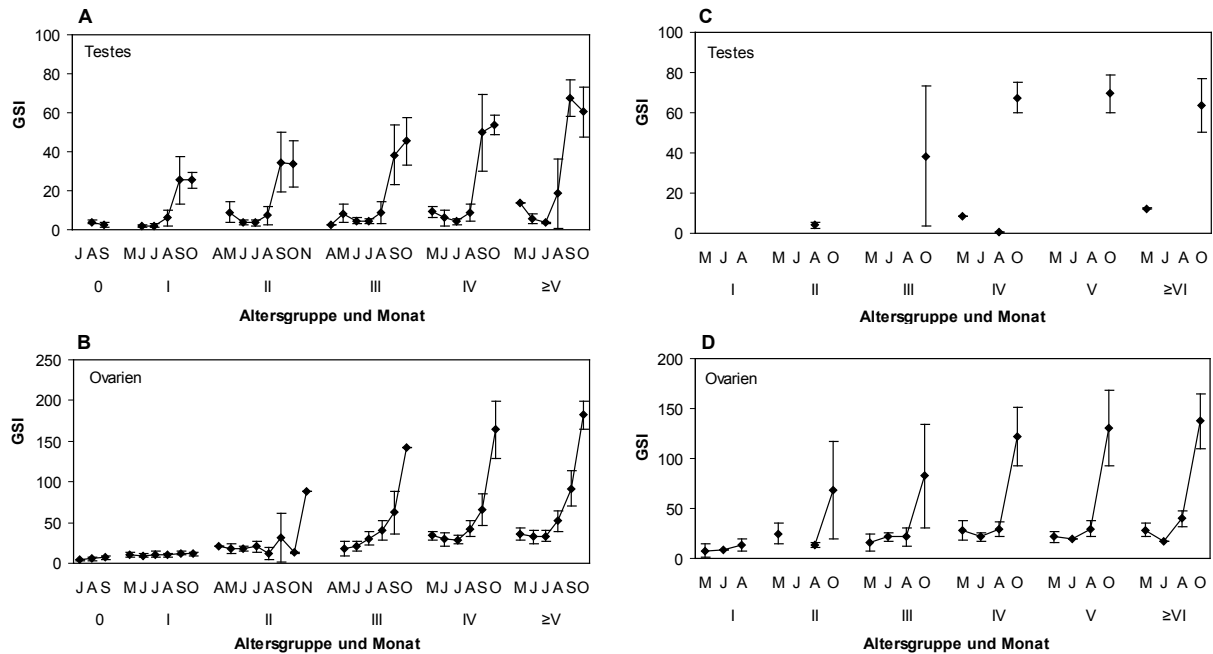 A
Testes
GSI
100
80
60
40
20
0
J A S M J J A S O A M J J A S O N A M J J A S O M J J A S O M J J A S O
0 I II III IV ≥V
Altersgruppe und Monat
B
Ovarien
GSI
250
200
150
100
50
0
J A S M J J A S O A M J J A S O N A M J J A S O M J J A S O M J J A S O
0 I II III IV ≥V
Altersgruppe und Monat
C
Testes
GSI
100
80
60
40
20
0
M J A M J A O M J A O M J A O M J A O M J A O
I II III IV V ≥VI
Altersgruppe und Monat
D
Ovarien
GSI
200
150
100
50
0
M J A M J A O M J A O M J A O M J A O M J A O
I II III IV V ≥VI
Altersgruppe und Monat